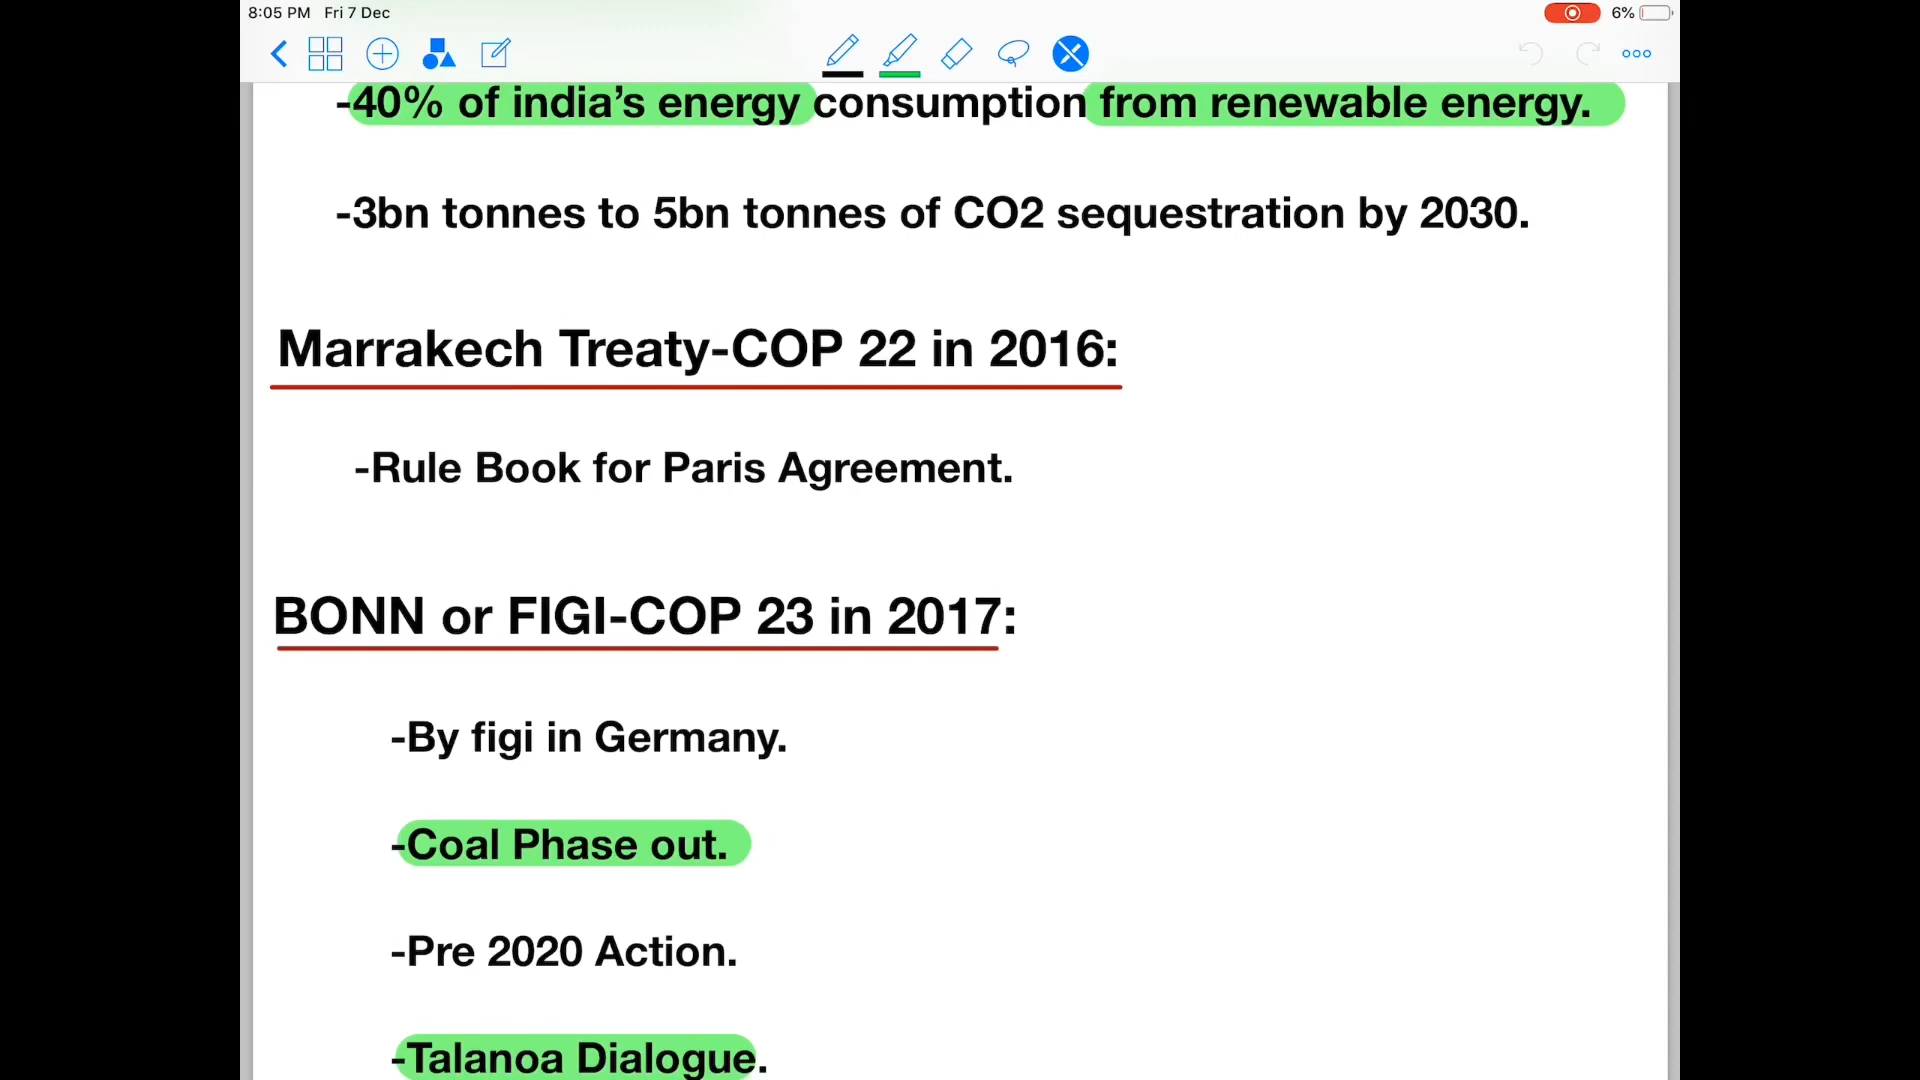 8:05 PM Fri 7 Dec
6%
-40% of india’s energy consumption from renewable energy.
-3bn tonnes to 5bn tonnes of CO2 sequestration by 2030.
Marrakech Treaty-COP 22 in 2016:
-Rule Book for Paris Agreement.
BONN or FIGI-COP 23 in 2017:
-By figi in Germany.
-Coal Phase out.
-Pre 2020 Action.
-Talanoa Dialogue.